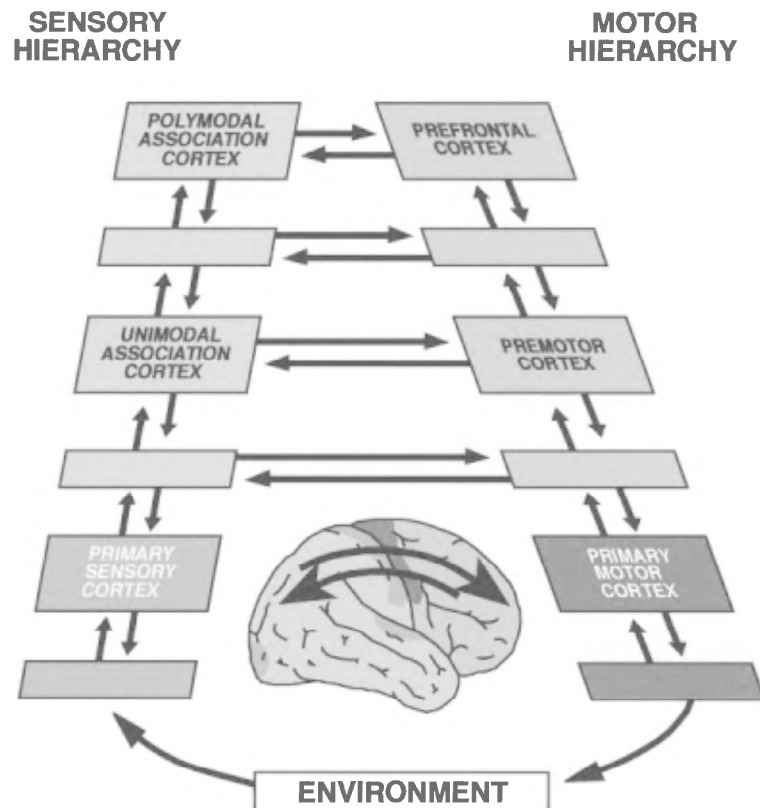 SENSORY
HIERARCHY
MOTOR
HIERARCHY
POLYMODAL
ASSOCIATION
CORTEX
PREFRONTAL
CORTEX
UNIMODAL
ASSOCIATION
CORTEX
PREMOTOR
CORTEX
PRIMARY
SENSORY
CORTEX
PRIMARY
MOTOR
CORTEX
ENVIRONMENT